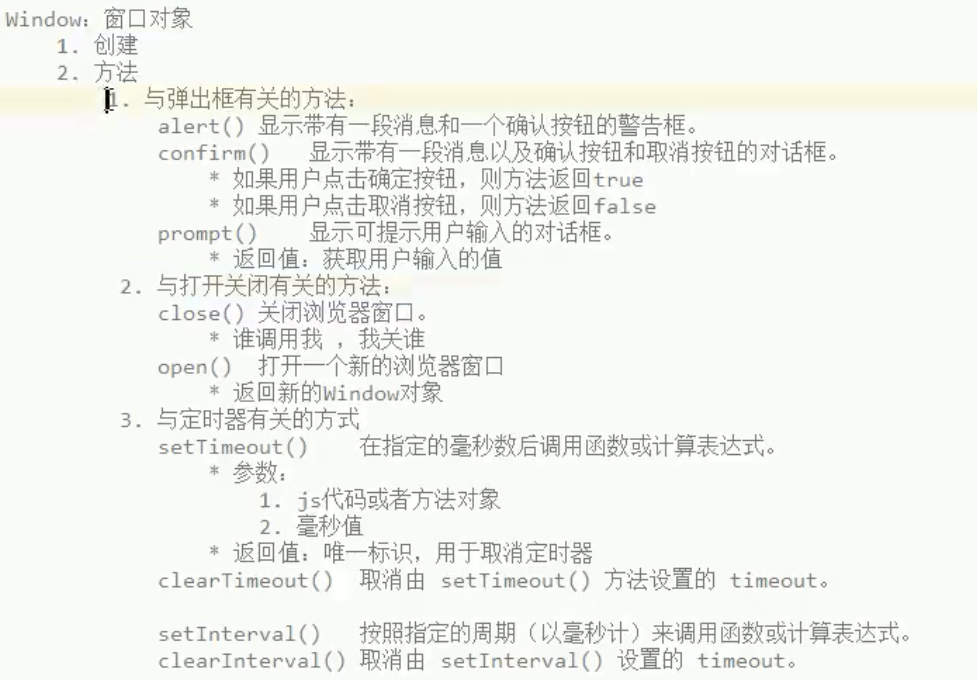 Window：窗口对象
1. 创建
2. 方法
1. 与弹出框有关的方法：
alert() 显示带有一段消息和一个确认按钮的警告框。
confirm() 显示带有一段消息以及确认按钮和取消按钮的对话框。
* 如果用户点击确定按钮，则方法返回true
* 如果用户点击取消按钮，则方法返回false
prompt() 显示可提示用户输入的对话框。
* 返回值：获取用户输入的值
2. 与打开关闭有关的方法：
close() 关闭浏览器窗口。
* 谁调用我 ，我关谁
open() 打开一个新的浏览器窗口
* 返回新的Window对象
3. 与定时器有关的方式
setTimeout() 在指定的毫秒数后调用函数或计算表达式。
* 参数：
1. js代码或者方法对象
2. 毫秒值
* 返回值：唯一标识，用于取消定时器
clearTimeout() 取消由 setTimeout() 方法设置的 timeout。
setInterval() 按照指定的周期（以毫秒计）来调用函数或计算表达式。
clearInterval() 取消由 setInterval() 设置的 timeout。